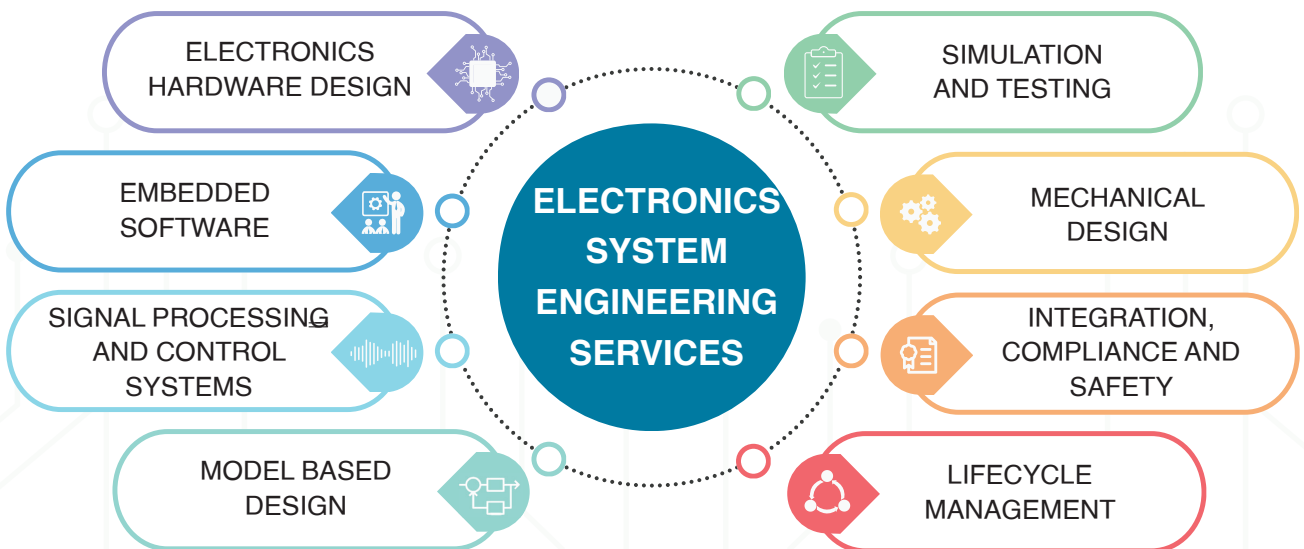 ELECTRONICS
HARDWARE DESIGN
EMBEDDED
SOFTWARE
SIGNAL PROCESSING
AND CONTROL
SYSTEMS
MODEL BASED
DESIGN
ELECTRONICS
SYSTEM
ENGINEERING
SERVICES
SIMULATION
AND TESTING
MECHANICAL
DESIGN
INTEGRATION,
COMPLIANCE AND
SAFETY
LIFECYCLE
MANAGEMENT